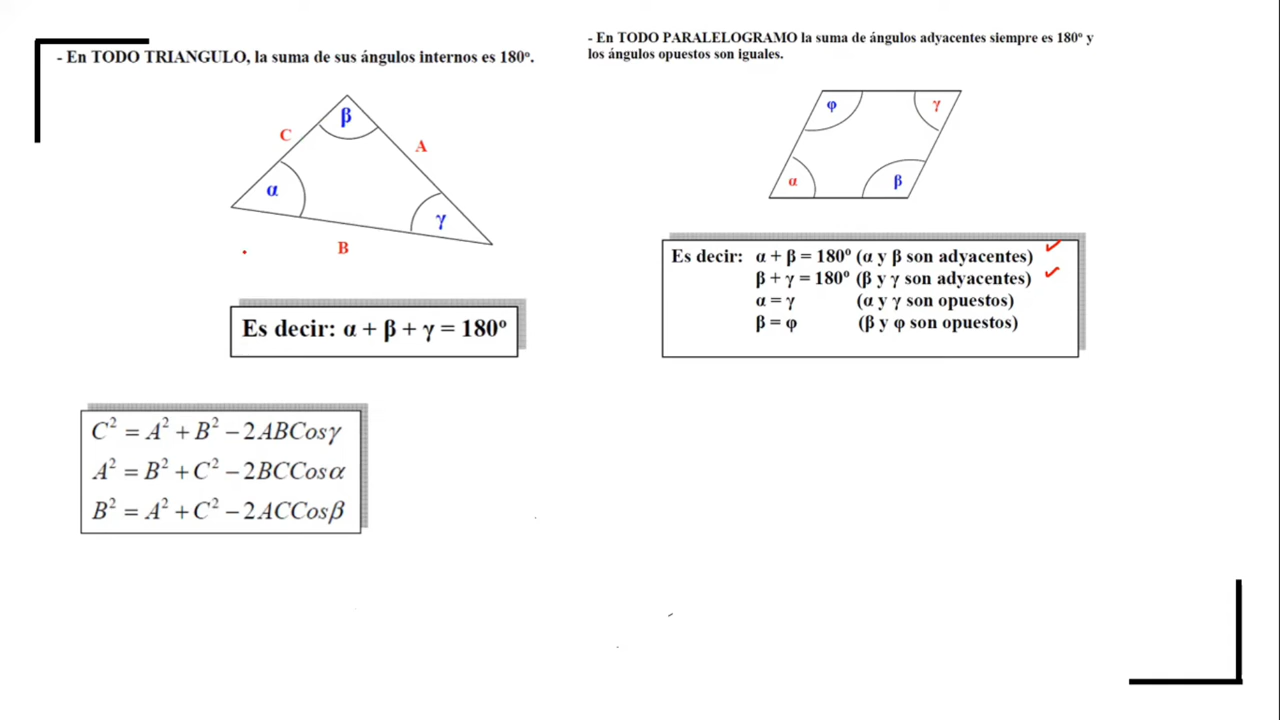 - En TODO TRIANGULO, la suma de sus ángulos internos es 180º.
β
C
A
α
γ
B
Es decir: α + β + γ = 180º
C² = A² + B² − 2ABCosγ
A² = B² + C² − 2BCCosα
B² = A² + C² − 2ACCosβ
- En TODO PARALELOGRAMO la suma de ángulos adyacentes siempre es 180º y
los ángulos opuestos son iguales.
φ
γ
α
β
Es decir: α + β = 180º (α y β son adyacentes)
β + γ = 180º (β y γ son adyacentes)
α = γ (α y γ son opuestos)
β = φ (β y φ son opuestos)